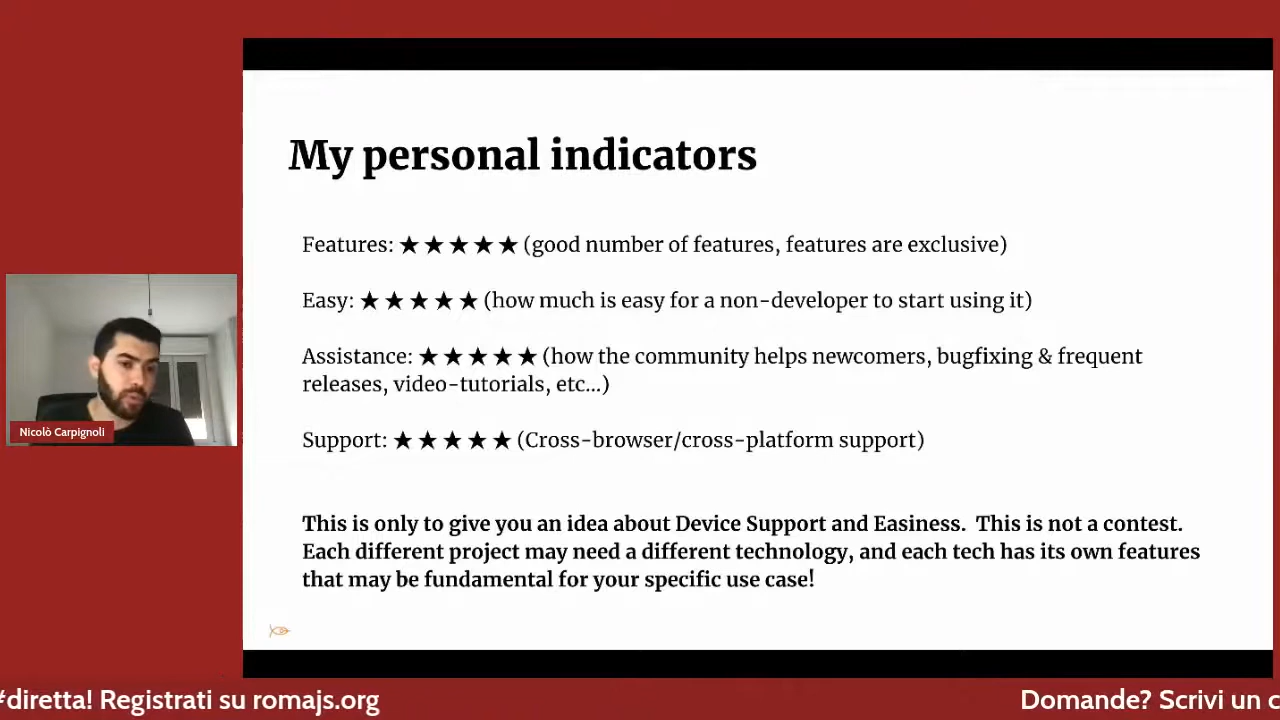 My personal indicators
Features: ★★★★★ (good number of features, features are exclusive)
Easy: ★★★★★ (how much is easy for a non-developer to start using it)
Assistance: ★★★★★ (how the community helps newcomers, bugfixing & frequent
releases, video-tutorials, etc...)
Nicolò Carpignoli
Support: ★★★★★ (Cross-browser/cross-platform support)
This is only to give you an idea about Device Support and Easiness. This is not a contest.
Each different project may need a different technology, and each tech has its own features
that may be fundamental for your specific use case!
#diretta! Registrati su romajs.org
Domande? Scrivi un